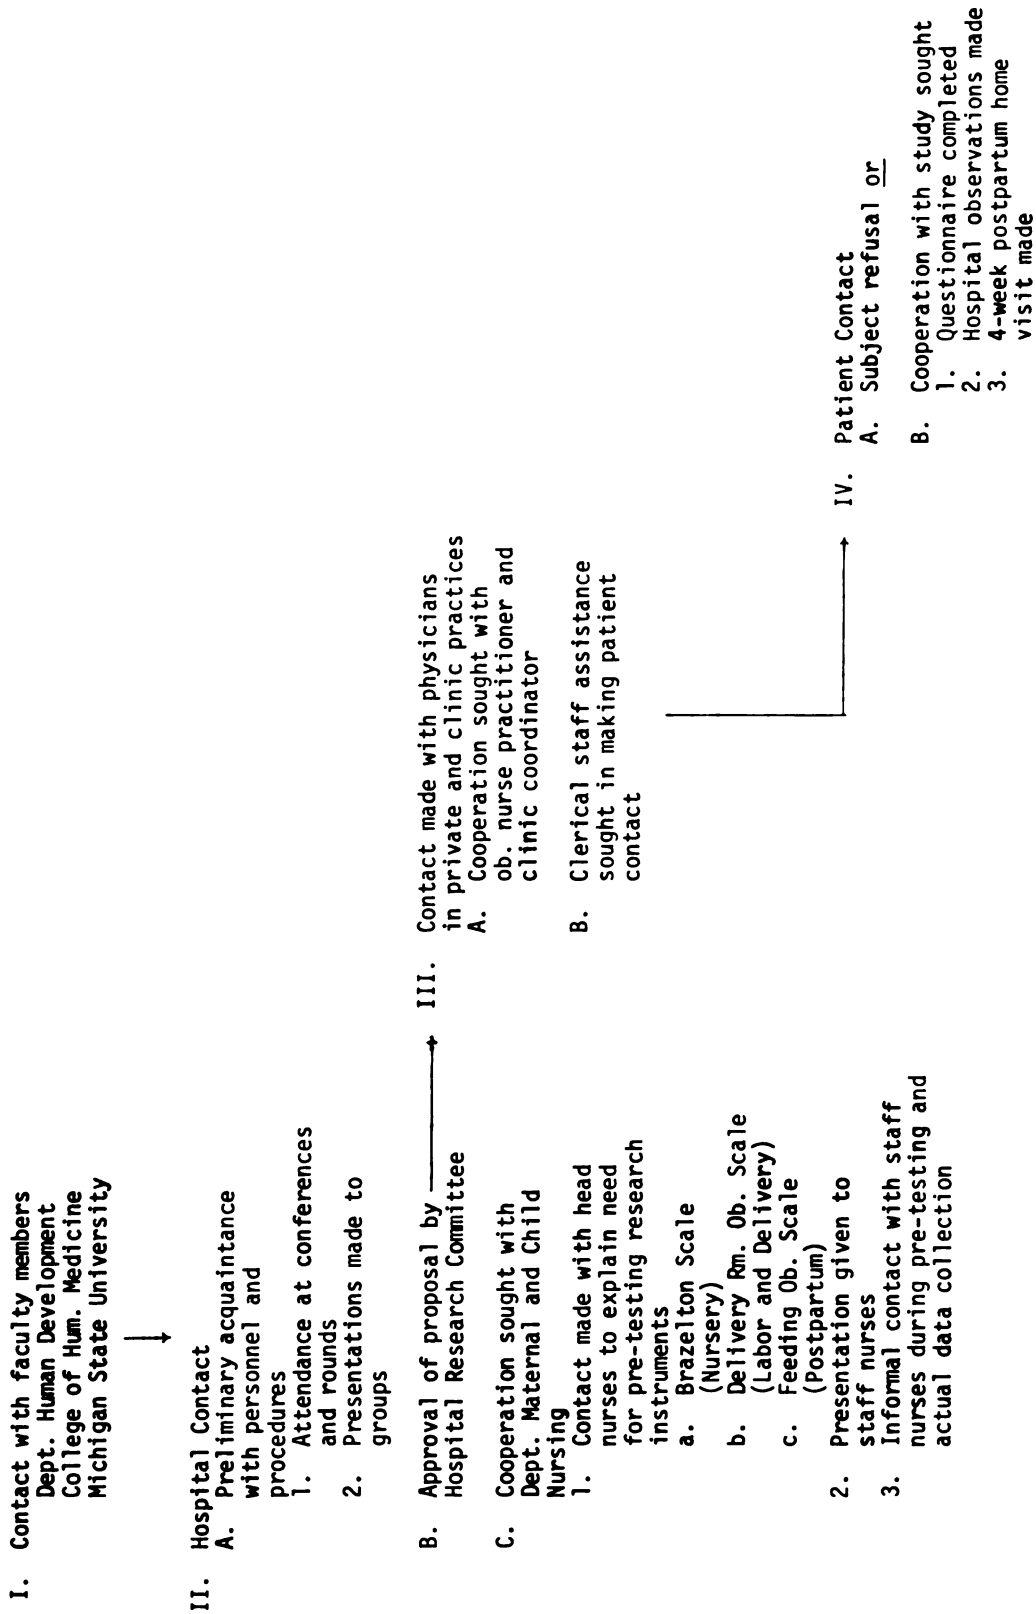 I. Contact with faculty members
Dept. Human Development
College of Hum. Medicine
Michigan State University
II. Hospital Contact
A. Preliminary acquaintance
with personnel and
procedures
1. Attendance at conferences
and rounds
2. Presentations made to
groups
B. Approval of proposal by
Hospital Research Committee
C. Cooperation sought with
Dept. Maternal and Child
Nursing
1. Contact made with head
nurses to explain need
for pre-testing research
instruments
a. Brazelton Scale
(Nursery)
b. Delivery Rm. Ob. Scale
(Labor and Delivery)
c. Feeding Ob. Scale
(Postpartum)
2. Presentation given to
staff nurses
3. Informal contact with staff
nurses during pre-testing and
actual data collection
III. Contact made with physicians
in private and clinic practices
A. Cooperation sought with
ob. nurse practitioner and
clinic coordinator
B. Clerical staff assistance
sought in making patient
contact
IV. Patient Contact
A. Subject refusal or
B. Cooperation with study sought
1. Questionnaire completed
2. Hospital observations made
3. 4-week postpartum home
visit made